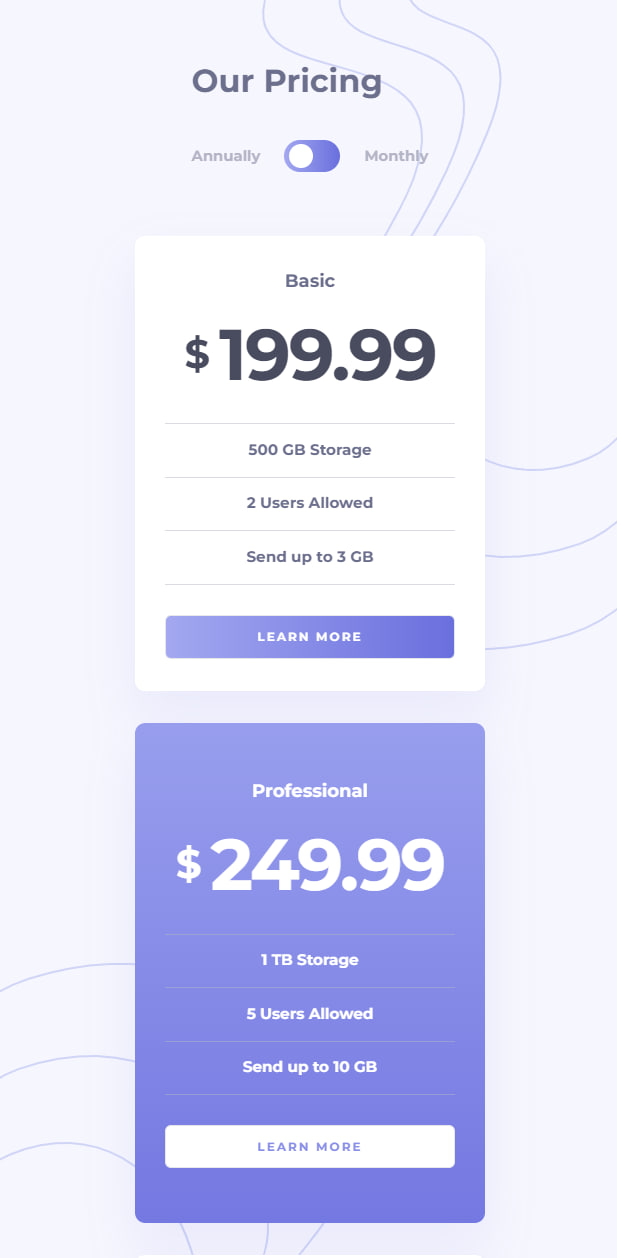 Our Pricing
Annually Monthly
Basic
$ 199.99
500 GB Storage
2 Users Allowed
Send up to 3 GB
LEARN MORE
Professional
$ 249.99
1 TB Storage
5 Users Allowed
Send up to 10 GB
LEARN MORE